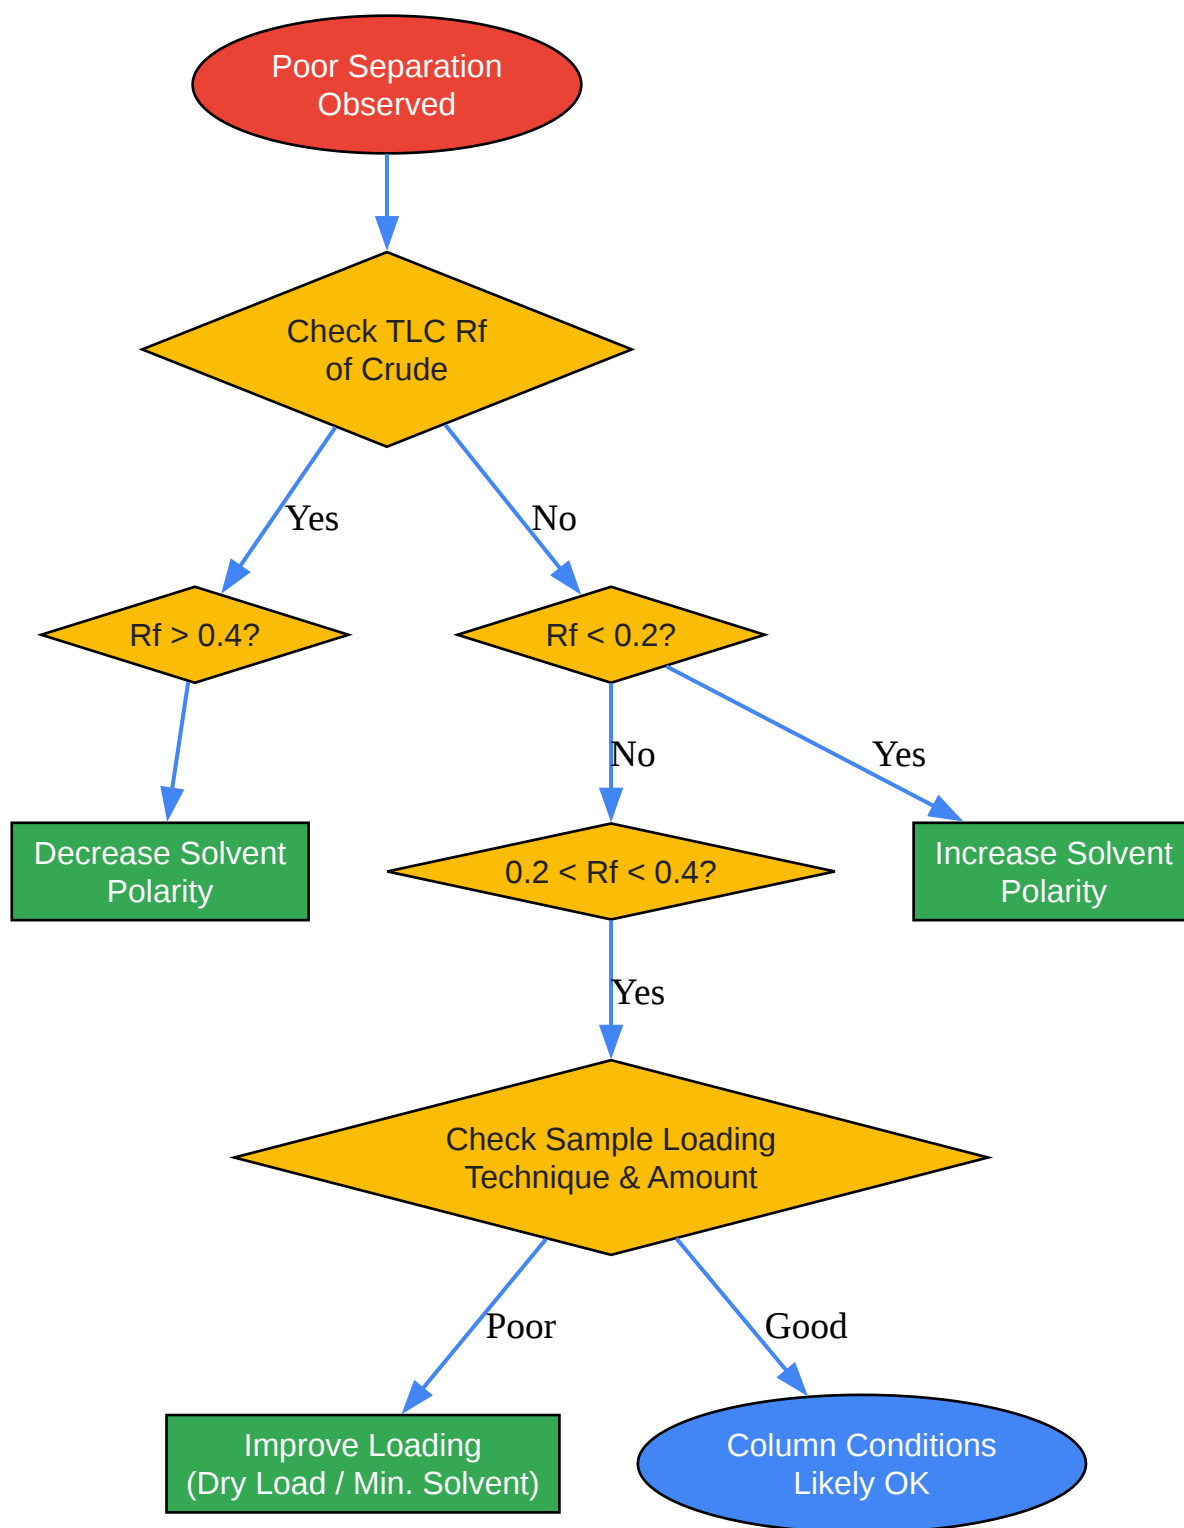 Poor Separation
Observed
Check TLC Rf
of Crude
Yes
No
Rf > 0.4?
Rf < 0.2?
No
Yes
Decrease Solvent
Polarity
0.2 < Rf < 0.4?
Increase Solvent
Polarity
Yes
Check Sample Loading
Technique & Amount
Poor
Good
Improve Loading
(Dry Load / Min. Solvent)
Column Conditions
Likely OK